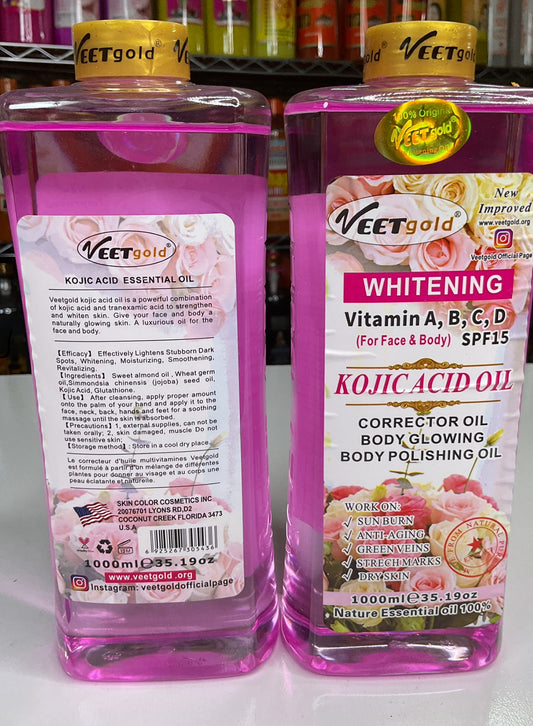 VEETgold®
VEETgold®
KOJIC ACID ESSENTIAL OIL
Veetgold kojic acid oil is a powerful combination
of kojic acid and tranexamic acid to strengthen
and whiten skin. Give your face and body a
naturally glowing skin. A luxurious oil for the
face and body.
【Efficacy】 Effectively Lightens Stubborn Dark
Spots, Whitening, Moisturizing, Smoothening,
Revitalizing.
【Ingredients】 Sweet almond oil, Wheat germ
oil,Simmondsia chinensis (jojoba) seed oil,
Kojic Acid, Glutathione.
【Use】 After cleansing, apply proper amount
onto the palm of your hand and apply it to the
face, neck, back, hands and feet for a soothing
massage until the skin is absorbed.
【Precautions】 1, external supplies, can not be
taken orally; 2, skin damaged, muscle Do not
use sensitive skin;
【Storage method】: Store in a cool dry place.
Le correcteur d'huile multivitamines Veetgold
est formulé à partir d'un mélange de différentes
plantes pour donner au visage et au corps une
peau éclatante et naturelle.
SKIN COLOR COSMETICS INC
20076701 LYONS RD,D2
COCONUT CREEK FLORIDA 3473
U.S.A
12M
6 925267 305436
1000ml℮35.19oz
www.veetgold.org
Instagram: veetgoldofficialpage
VEETgold®
100% Original
VEETgold
New
Improved
www.veetgold.org
Veetgold Official Page
VEETgold®
WHITENING
Vitamin A, B, C, D
(For Face & Body) SPF15
KOJIC ACID OIL
CORRECTOR OIL
BODY GLOWING
BODY POLISHING OIL
WORK ON:
✓ SUN BURN
✓ ANTI-AGING
✓ GREEN VEINS
✓ STRECH MARKS
✓ DRY SKIN
FROM NATURAL
1000ml℮35.19oz
Nature Essential oil 100%